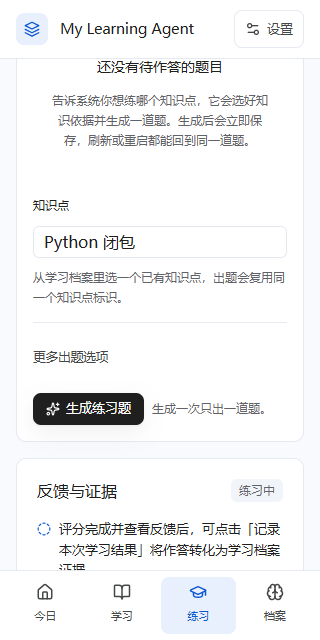 My Learning Agent
设置
还没有待作答的题目
告诉系统你想练哪个知识点，它会选好知
识依据并生成一道题。生成后会立即保
存，刷新或重启都能回到同一道题。
知识点
Python 闭包
从学习档案里选一个已有知识点，出题会复用同
一个知识点标识。
更多出题选项
生成练习题
生成一次只出一道题。
反馈与证据
练习中
评分完成并查看反馈后，可点击「记录
本次学习结果」将作答转化为学习档案
证据。
今日
学习
练习
档案